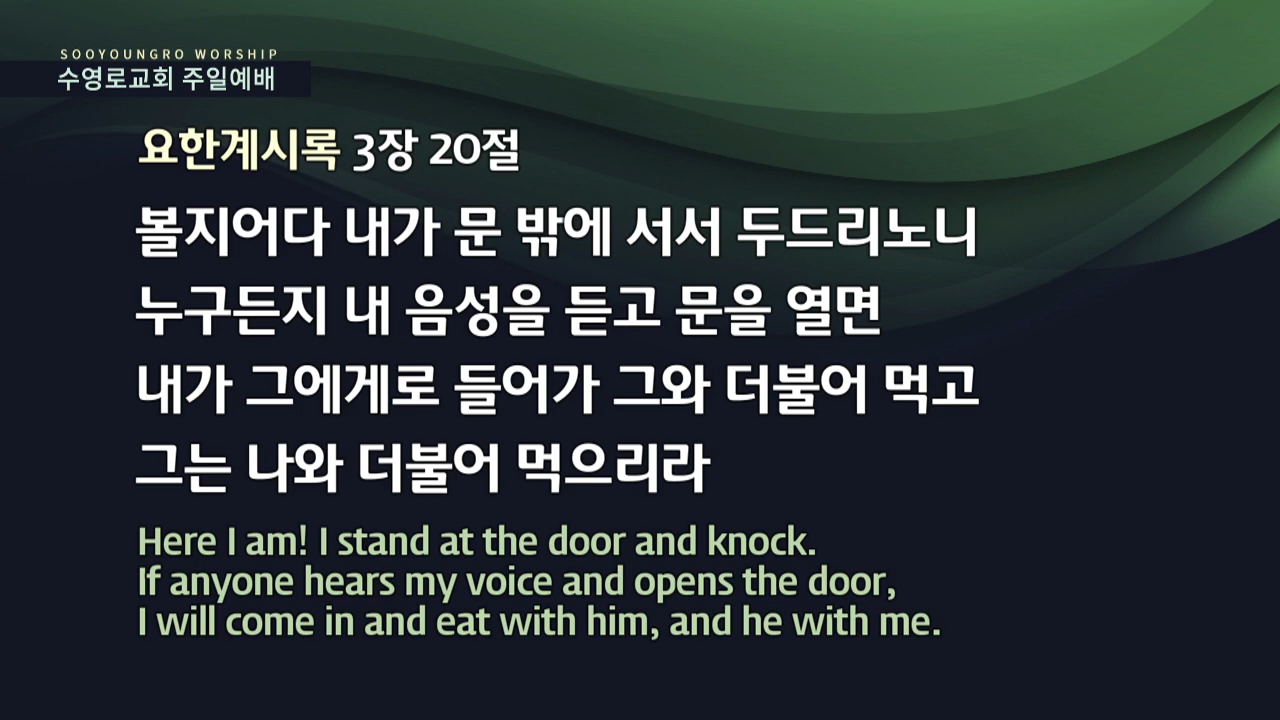 SOOYOUNGRO WORSHIP
수영로교회 주일예배
요한계시록 3장 20절
볼지어다 내가 문 밖에 서서 두드리노니
누구든지 내 음성을 듣고 문을 열면
내가 그에게로 들어가 그와 더불어 먹고
그는 나와 더불어 먹으리라
Here I am! I stand at the door and knock.
If anyone hears my voice and opens the door,
I will come in and eat with him, and he with me.